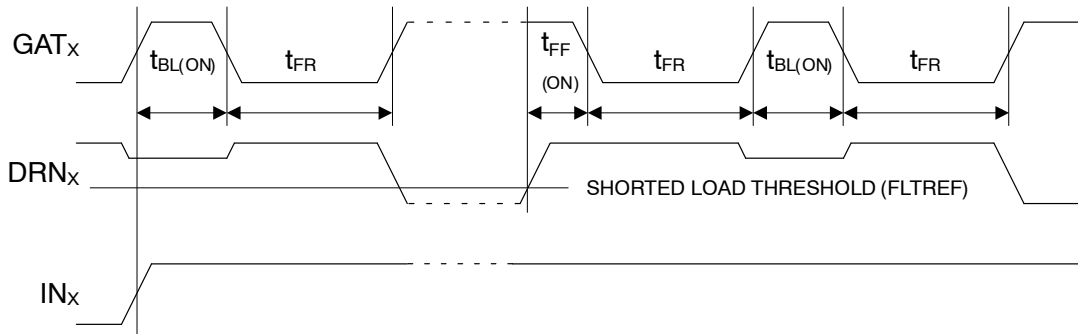 GATX
tBL(ON)
tFR
tFF
(ON)
tFR
tBL(ON)
tFR
DRNX
SHORTED LOAD THRESHOLD (FLTREF)
INX